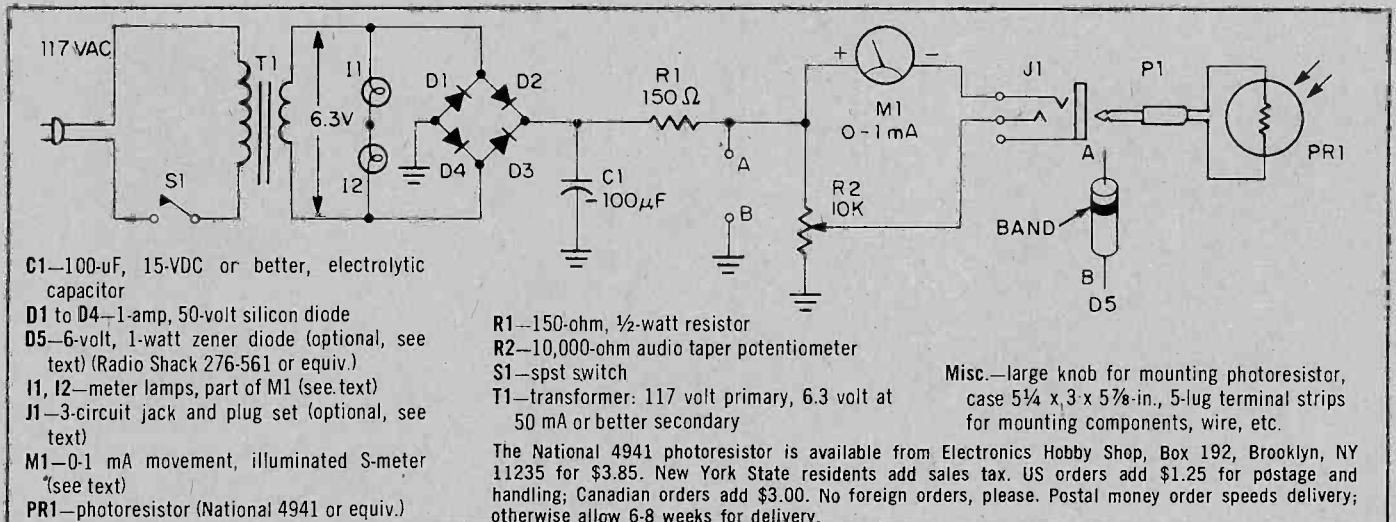 117 VAC
T1
S1
6.3V
I1
I2
D1
D2
D4
D3
C1
100µF
R1
150Ω
A
B
+
-
M1
0-1mA
R2
10K
J1
P1
PR1
A
BAND
B
D5
C1—100-uF, 15-VDC or better, electrolytic
capacitor
D1 to D4—1-amp, 50-volt silicon diode
D5—6-volt, 1-watt zener diode (optional, see
text) (Radio Shack 276-561 or equiv.)
I1, I2—meter lamps, part of M1 (see text)
J1—3-circuit jack and plug set (optional, see
text)
M1—0-1 mA movement, illuminated S-meter
(see text)
PR1—photoresistor (National 4941 or equiv.)
R1—150-ohm, ½-watt resistor
R2—10,000-ohm audio taper potentiometer
S1—spst switch
T1—transformer: 117 volt primary, 6.3 volt at
50 mA or better secondary
Misc.—large knob for mounting photoresistor,
case 5¼ x 3 x 5⅞-in., 5-lug terminal strips
for mounting components, wire, etc.
The National 4941 photoresistor is available from Electronics Hobby Shop, Box 192, Brooklyn, NY
11235 for $3.85. New York State residents add sales tax. US orders add $1.25 for postage and
handling; Canadian orders add $3.00. No foreign orders, please. Postal money order speeds delivery;
otherwise allow 6-8 weeks for delivery.